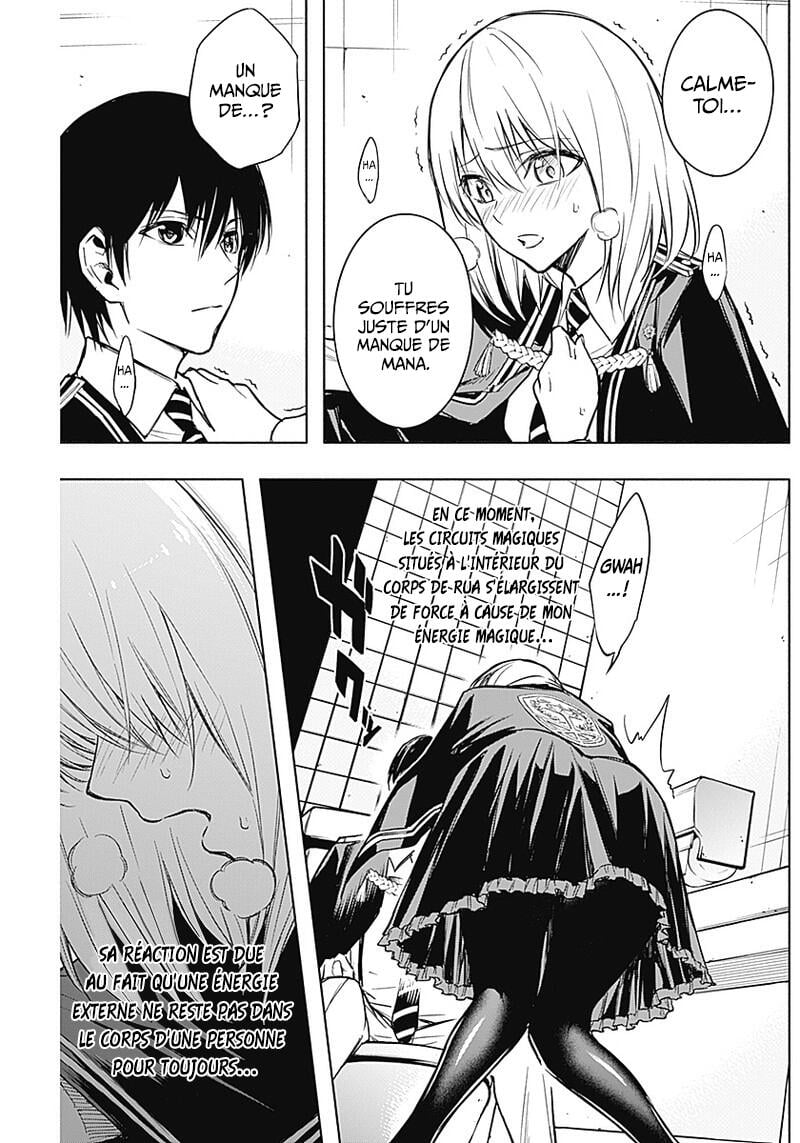 CALME-
TOI...
HA
...
HA
...
TU
SOUFFRES
JUSTE D'UN
MANQUE DE
MANA.
UN
MANQUE
DE...?
HA
...
GWAH
...!
EN CE MOMENT,
LES CIRCUITS MAGIQUES
SITUÉS À L'INTÉRIEUR DU
CORPS DE RUA S'ÉLARGISSENT
DE FORCE À CAUSE DE MON
ÉNERGIE MAGIQUE...
SA RÉACTION EST DUE
AU FAIT QU'UNE ÉNERGIE
EXTERNE NE RESTE PAS DANS
LE CORPS D'UNE PERSONNE
POUR TOUJOURS...